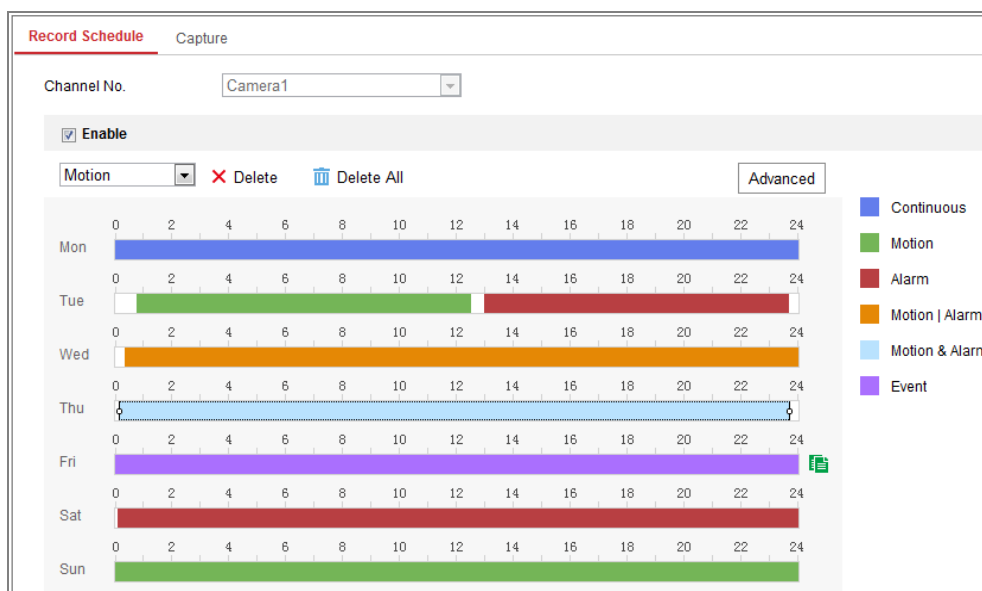 Record Schedule Capture
Channel No. Camera1
Enable
Motion Delete Delete All Advanced
0 2 4 6 8 10 12 14 16 18 20 22 24
Mon
0 2 4 6 8 10 12 14 16 18 20 22 24
Tue
0 2 4 6 8 10 12 14 16 18 20 22 24
Wed
0 2 4 6 8 10 12 14 16 18 20 22 24
Thu
0 2 4 6 8 10 12 14 16 18 20 22 24
Fri
0 2 4 6 8 10 12 14 16 18 20 22 24
Sat
0 2 4 6 8 10 12 14 16 18 20 22 24
Sun
Continuous
Motion
Alarm
Motion | Alarm
Motion & Alarm
Event